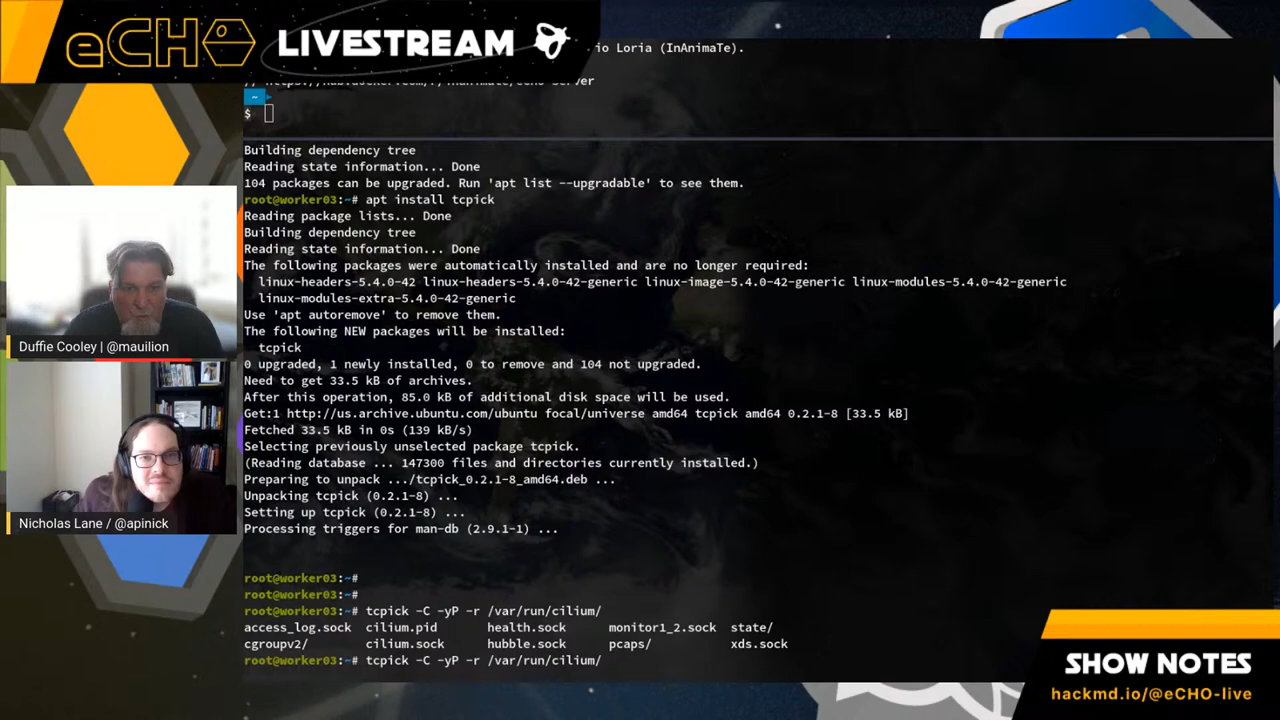 eCHO LIVESTREAM
io Loria (InAnimaTe).
~
$
Building dependency tree
Reading state information... Done
104 packages can be upgraded. Run 'apt list --upgradable' to see them.
root@worker03:~# apt install tcpick
Reading package lists... Done
Building dependency tree
Reading state information... Done
The following packages were automatically installed and are no longer required:
linux-headers-5.4.0-42 linux-headers-5.4.0-42-generic linux-image-5.4.0-42-generic linux-modules-5.4.0-42-generic
linux-modules-extra-5.4.0-42-generic
Use 'apt autoremove' to remove them.
The following NEW packages will be installed:
tcpick
0 upgraded, 1 newly installed, 0 to remove and 104 not upgraded.
Need to get 33.5 kB of archives.
After this operation, 85.0 kB of additional disk space will be used.
Get:1 http://us.archive.ubuntu.com/ubuntu focal/universe amd64 tcpick amd64 0.2.1-8 [33.5 kB]
Fetched 33.5 kB in 0s (139 kB/s)
Selecting previously unselected package tcpick.
(Reading database ... 147300 files and directories currently installed.)
Preparing to unpack .../tcpick_0.2.1-8_amd64.deb ...
Unpacking tcpick (0.2.1-8) ...
Setting up tcpick (0.2.1-8) ...
Processing triggers for man-db (2.9.1-1) ...
root@worker03:~#
root@worker03:~#
root@worker03:~# tcpick -C -yP -r /var/run/cilium/
access_log.sock cilium.pid health.sock monitor1_2.sock state/
cgroupv2/ cilium.sock hubble.sock pcaps/ xds.sock
root@worker03:~# tcpick -C -yP -r /var/run/cilium/
Duffie Cooley | @mauilion
Nicholas Lane / @apinick
SHOW NOTES
hackmd.io/@eCHO-live